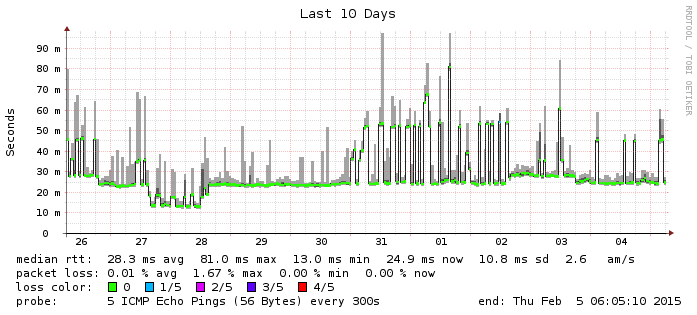 Last 10 Days
RRDTOOL / TOBI OETIKER
Seconds
90 m
80 m
70 m
60 m
50 m
40 m
30 m
20 m
10 m
0
26 27 28 29 30 31 01 02 03 04
median rtt: 28.3 ms avg 81.0 ms max 13.0 ms min 24.9 ms now 10.8 ms sd 2.6 am/s
packet loss: 0.01 % avg 1.67 % max 0.00 % min 0.00 % now
loss color: 0 1/5 2/5 3/5 4/5
probe: 5 ICMP Echo Pings (56 Bytes) every 300s end: Thu Feb 5 06:05:10 2015